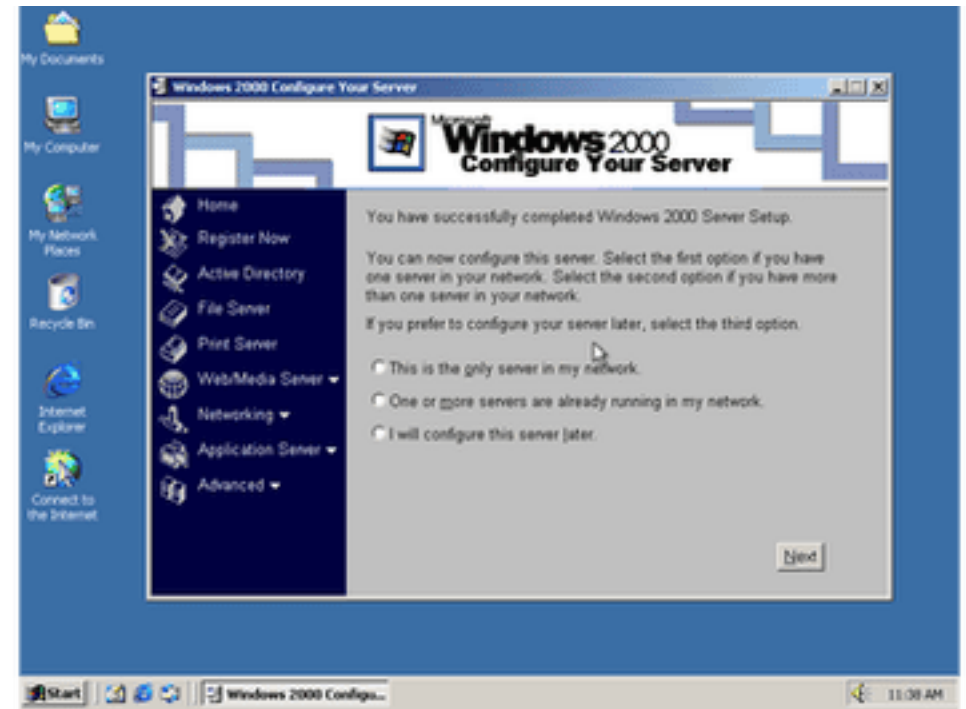 My Documents
My Computer
My Network
Places
Recycle Bin
Internet
Explorer
Connect to
the Internet
Windows 2000 Configure Your Server
Microsoft
Windows 2000
Configure Your Server
Home
Register Now
Active Directory
File Server
Print Server
Web/Media Server
Networking
Application Server
Advanced
You have successfully completed Windows 2000 Server Setup.
You can now configure this server. Select the first option if you have
one server in your network. Select the second option if you have more
than one server in your network.
If you prefer to configure your server later, select the third option.
This is the only server in my network.
One or more servers are already running in my network.
I will configure this server later.
Next
Start
Windows 2000 Configu...
11:38 AM